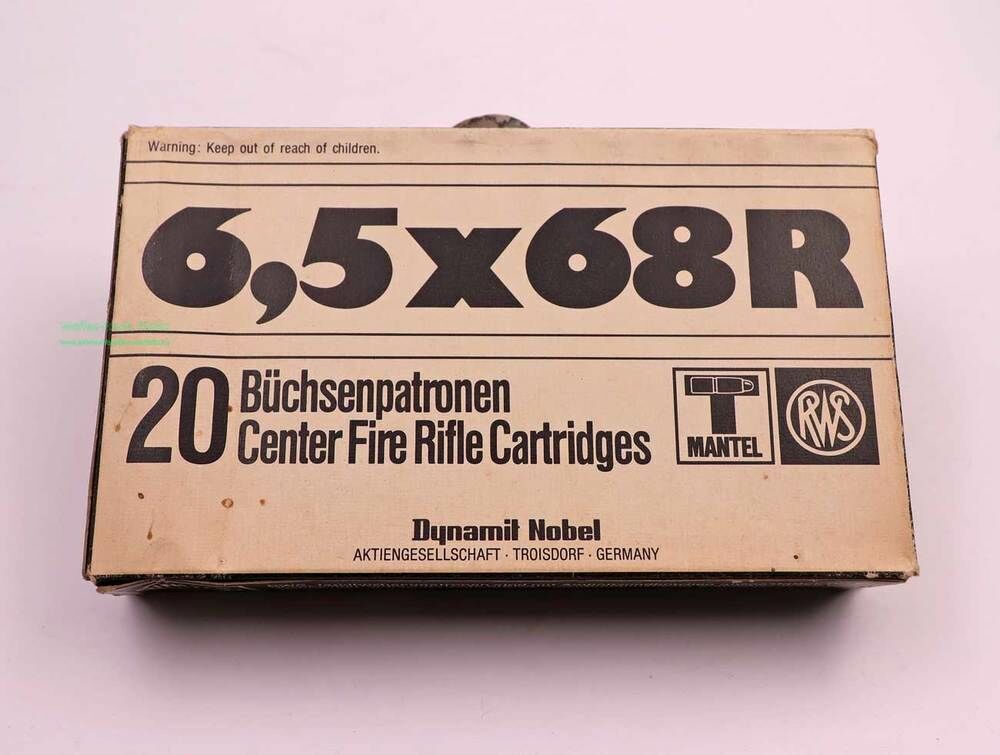 Warning: Keep out of reach of children.
6,5x68R
20 Büchsenpatronen
Center Fire Rifle Cartridges
T
MANTEL
RWS
Dynamit Nobel
AKTIENGESELLSCHAFT · TROISDORF · GERMANY